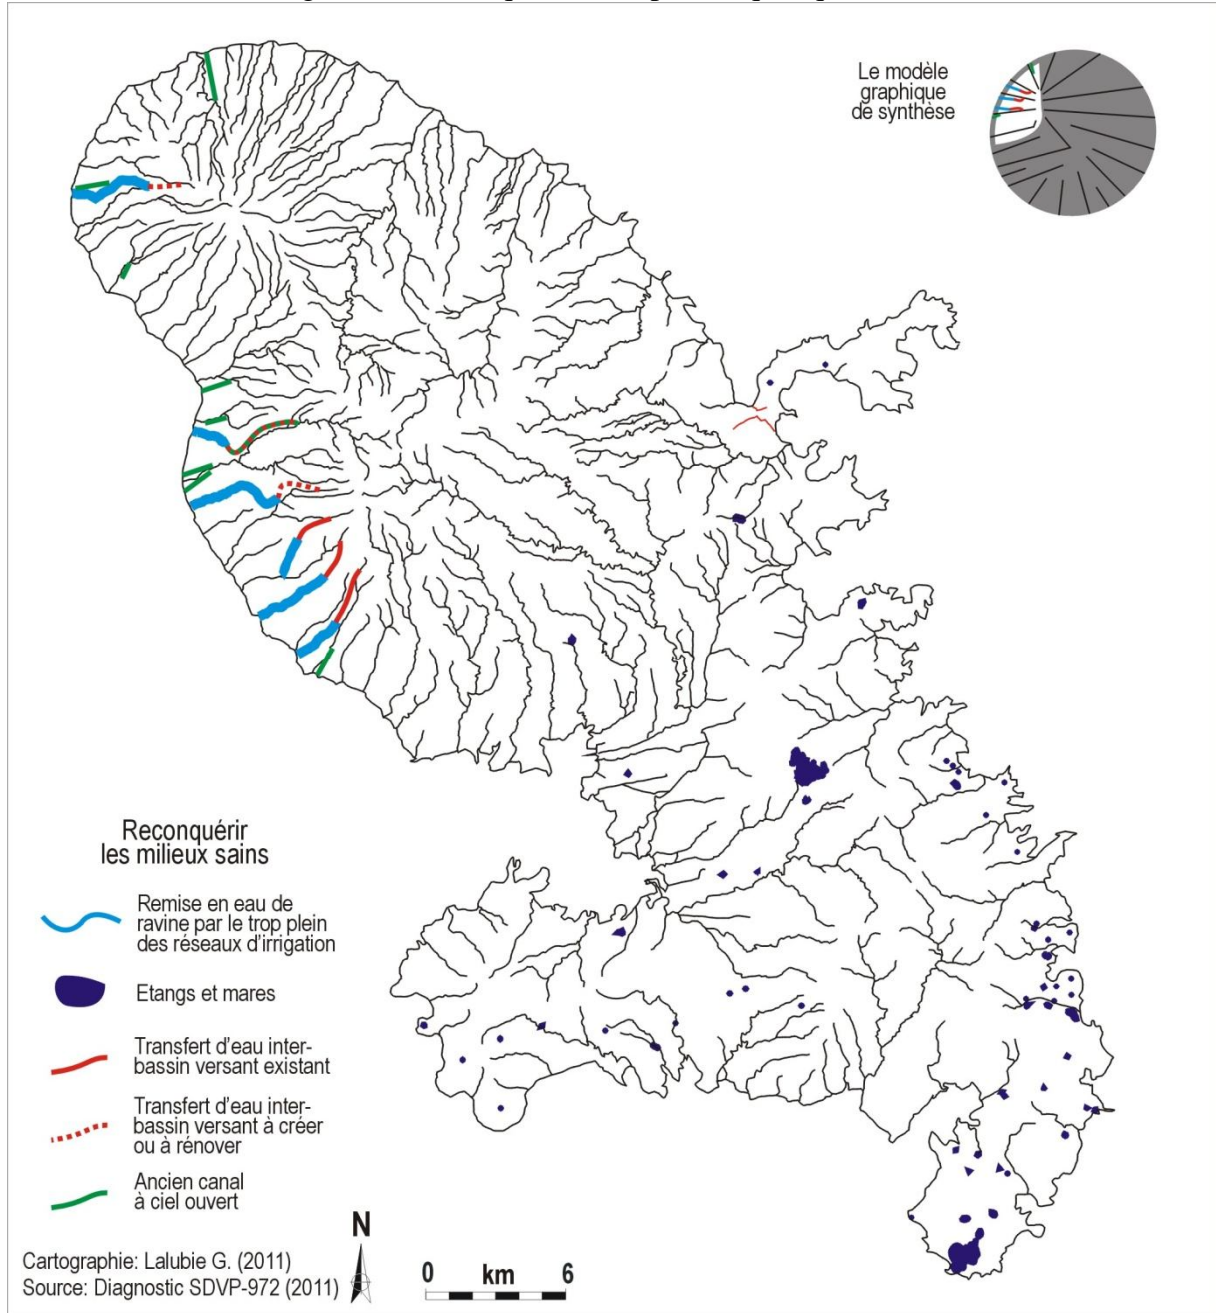 Le modèle
graphique
de synthèse
Reconquérir
les milieux sains
Remise en eau de
ravine par le trop plein
des réseaux d'irrigation
Etangs et mares
Transfert d'eau inter-
bassin versant existant
Transfert d'eau inter-
bassin versant à créer
ou à rénover
Ancien canal
à ciel ouvert
N
0 km 6
Cartographie: Lalubie G. (2011)
Source: Diagnostic SDVP-972 (2011)